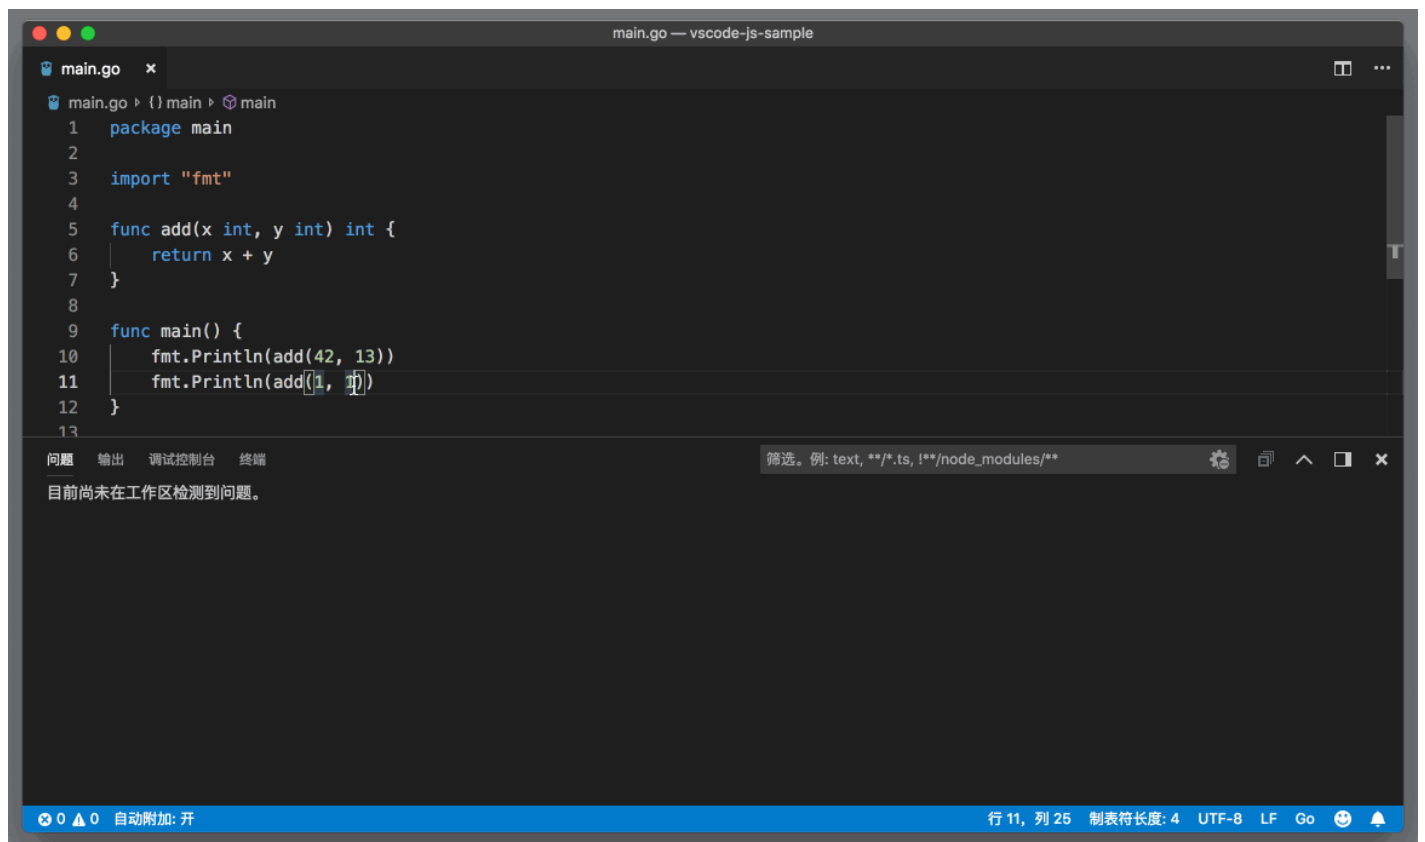 main.go — vscode-js-sample
main.go
main.go {} main main
1 package main
2
3 import "fmt"
4
5 func add(x int, y int) int {
6 return x + y
7 }
8
9 func main() {
10 fmt.Println(add(42, 13))
11 fmt.Println(add(1, 1))
12 }
13
问题 输出 调试控制台 终端 筛选。例: text, **/*.ts, !**/node_modules/**
目前尚未在工作区检测到问题。
0 0 自动附加: 开 行 11，列 25 制表符长度: 4 UTF-8 LF Go